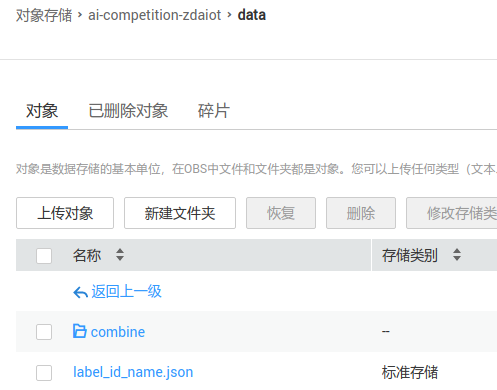 对象存储 › ai-competition-zdaiot › data
对象 已删除对象 碎片
对象是数据存储的基本单位，在OBS中文件和文件夹都是对象。您可以上传任何类型（文本
上传对象 新建文件夹 恢复 删除 修改存储类
名称 存储类别
返回上一级
combine --
label_id_name.json 标准存储